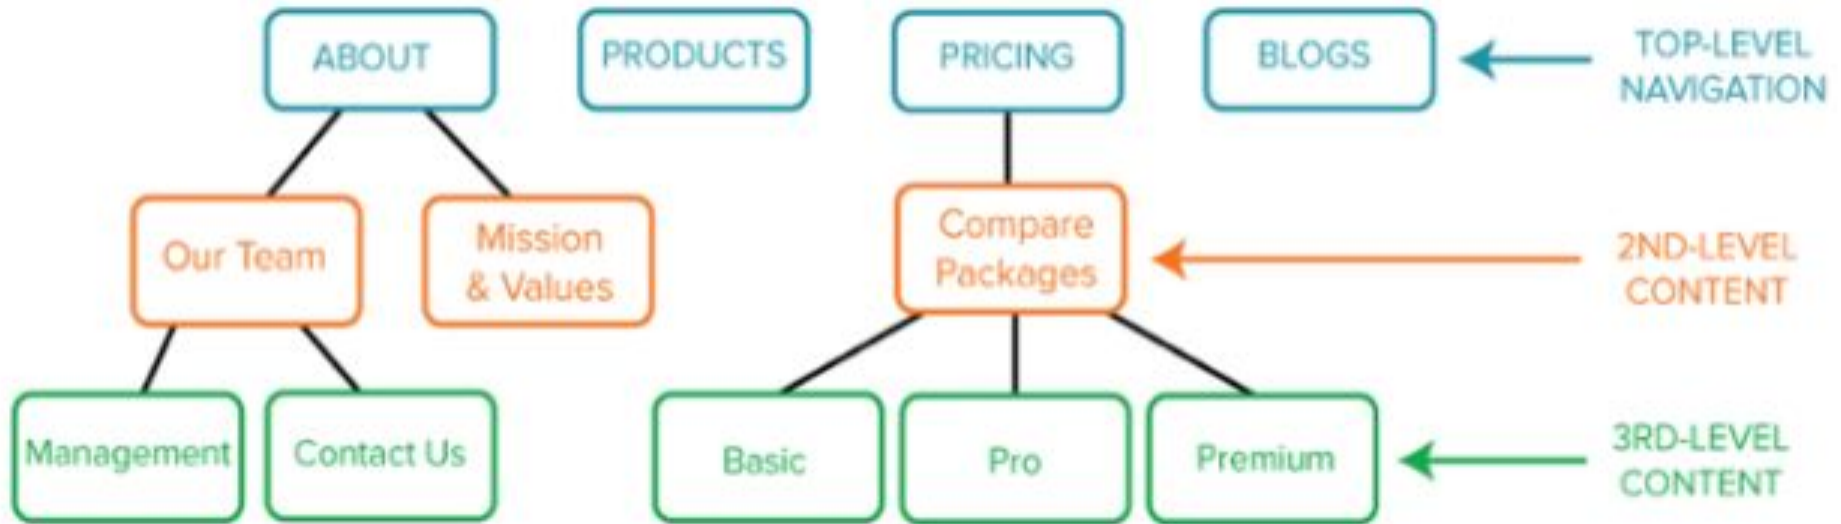 ABOUT
PRODUCTS
PRICING
BLOGS
TOP-LEVEL
NAVIGATION
Our Team
Mission
& Values
Compare
Packages
2ND-LEVEL
CONTENT
Management
Contact Us
Basic
Pro
Premium
3RD-LEVEL
CONTENT